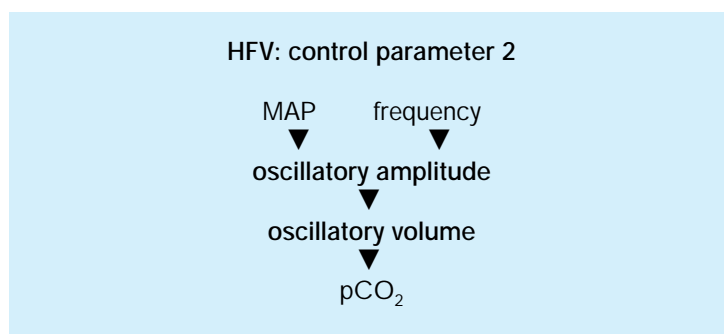 HFV: control parameter 2
MAP frequency
oscillatory amplitude
oscillatory volume
pCO₂